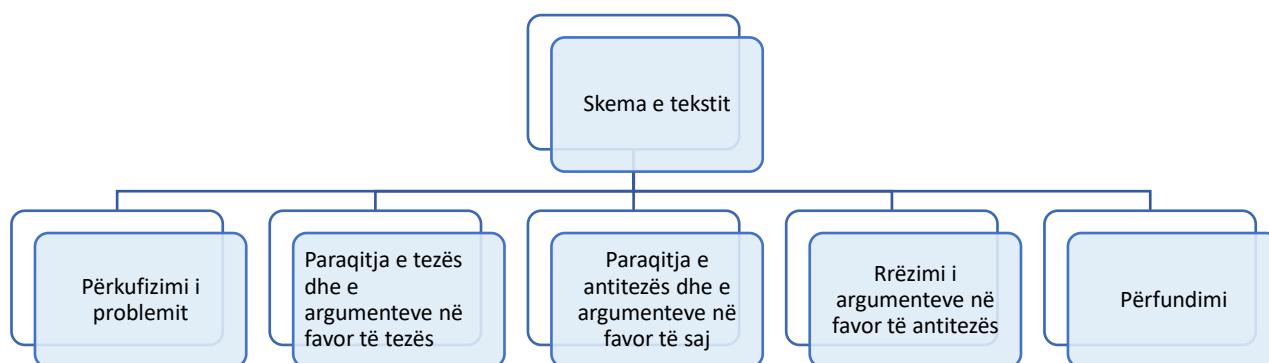 Skema e tekstit
Përkufizimi i
problemit
Paraqitja e tezës
dhe e
argumenteve në
favor të tezës
Paraqitja e
antitezës dhe e
argumenteve në
favor të saj
Rrëzimi i
argumenteve në
favor të antitezës
Përfundimi